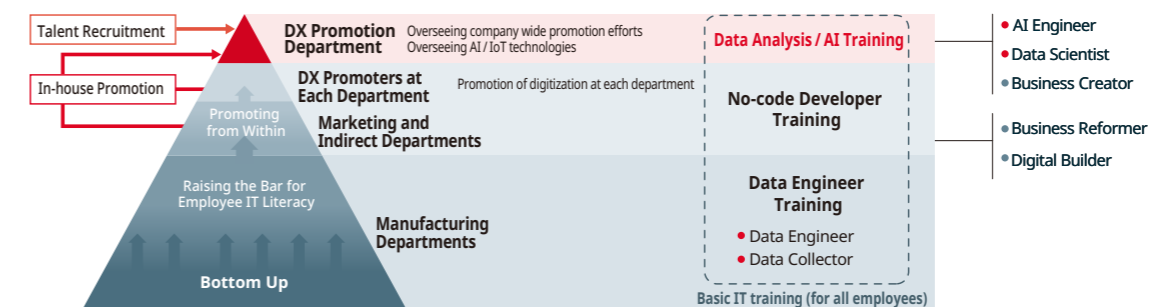 Talent Recruitment
In-house Promotion
DX Promotion
Department
Overseeing company wide promotion efforts
Overseeing AI / IoT technologies
Data Analysis / AI Training
AI Engineer
Data Scientist
Business Creator
DX Promoters at
Each Department
Promotion of digitization at each department
Promoting
from Within
Marketing and
Indirect Departments
No-code Developer
Training
Business Reformer
Digital Builder
Raising the Bar for
Employee IT Literacy
Manufacturing
Departments
Data Engineer
Training
Data Engineer
Data Collector
Bottom Up
Basic IT training (for all employees)